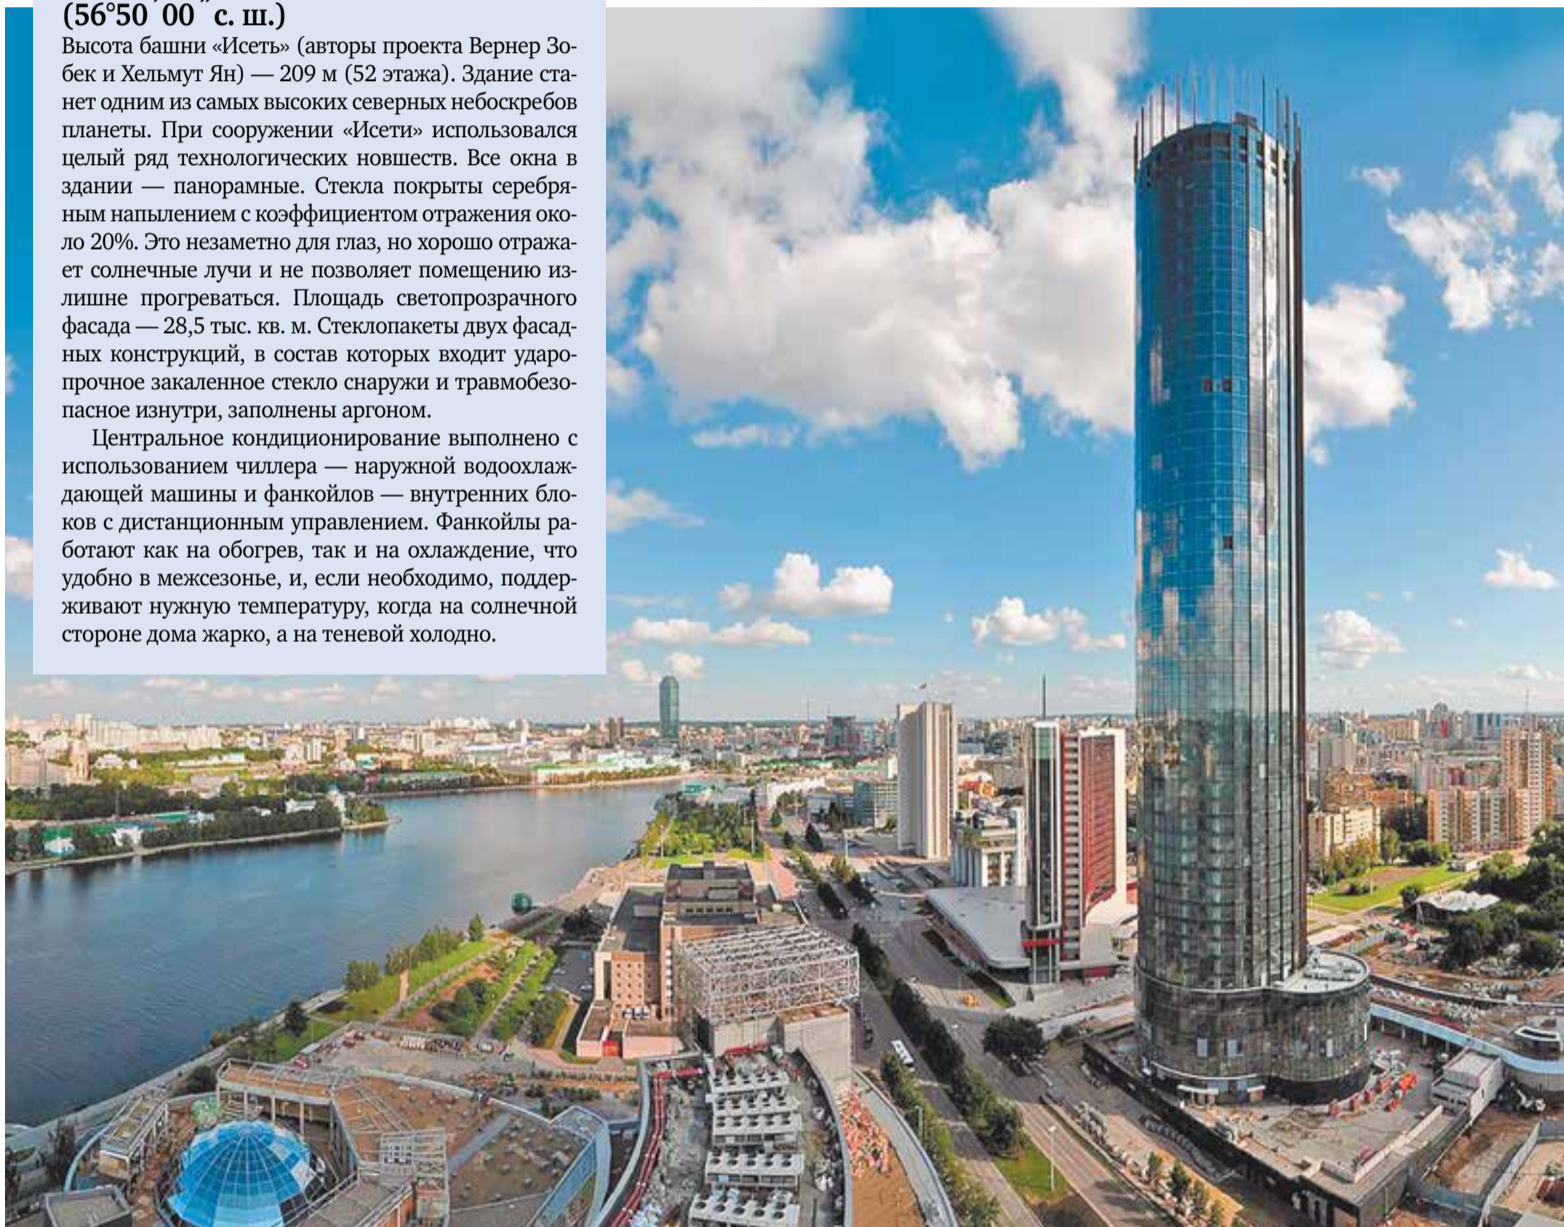 (56°50´00˝ с. ш.)
Высота башни «Исеть» (авторы проекта Вернер Зо-
бек и Хельмут Ян) — 209 м (52 этажа). Здание ста-
нет одним из самых высоких северных небоскребов
планеты. При сооружении «Исети» использовался
целый ряд технологических новшеств. Все окна в
здании — панорамные. Стекла покрыты серебря-
ным напылением с коэффициентом отражения око-
ло 20%. Это незаметно для глаз, но хорошо отража-
ет солнечные лучи и не позволяет помещению из-
лишне прогреваться. Площадь светопрозрачного
фасада — 28,5 тыс. кв. м. Стеклопакеты двух фасад-
ных конструкций, в состав которых входит ударо-
прочное закаленное стекло снаружи и травмобезо-
пасное изнутри, заполнены аргоном.
Центральное кондиционирование выполнено с
использованием чиллера — наружной водоохлаж-
дающей машины и фанкойлов — внутренних бло-
ков с дистанционным управлением. Фанкойлы ра-
ботают как на обогрев, так и на охлаждение, что
удобно в межсезонье, и, если необходимо, поддер-
живают нужную температуру, когда на солнечной
стороне дома жарко, а на теневой холодно.